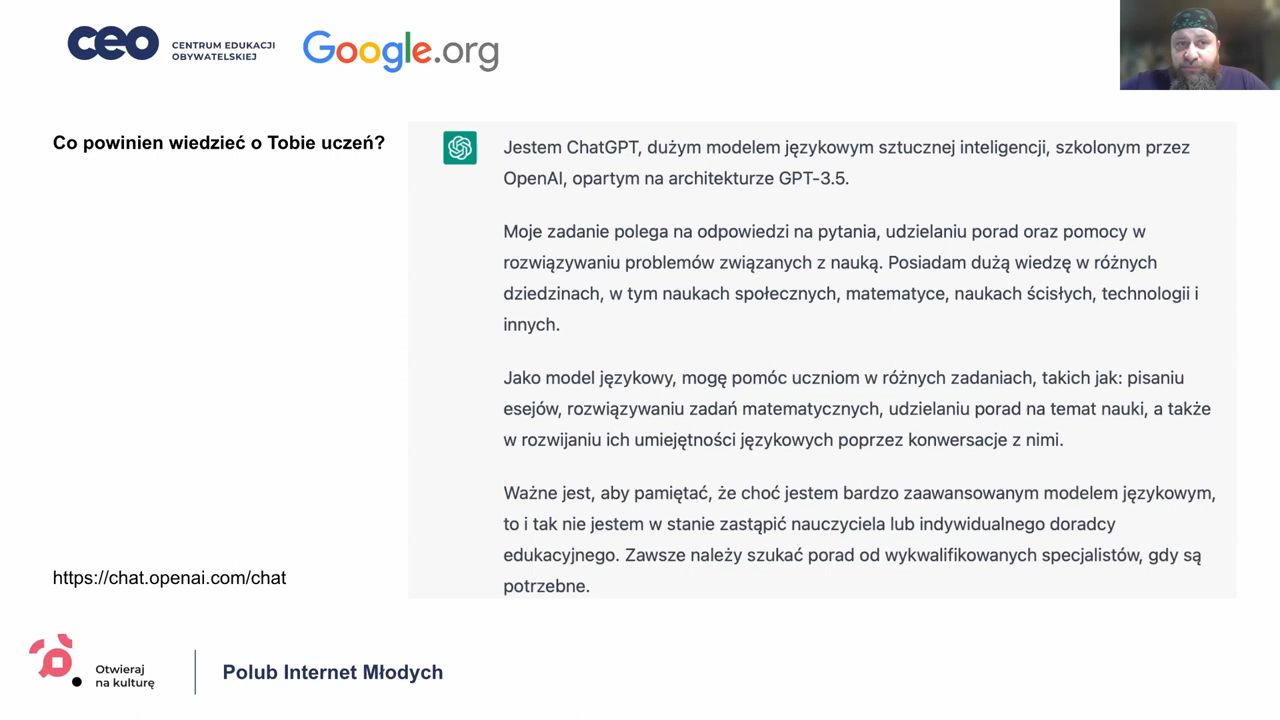 ceo
CENTRUM EDUKACJI
OBYWATELSKIEJ
Google.org
Co powinien wiedzieć o Tobie uczeń?
Jestem ChatGPT, dużym modelem językowym sztucznej inteligencji, szkolonym przez
OpenAI, opartym na architekturze GPT-3.5.
Moje zadanie polega na odpowiedzi na pytania, udzielaniu porad oraz pomocy w
rozwiązywaniu problemów związanych z nauką. Posiadam dużą wiedzę w różnych
dziedzinach, w tym naukach społecznych, matematyce, naukach ścisłych, technologii i
innych.
Jako model językowy, mogę pomóc uczniom w różnych zadaniach, takich jak: pisaniu
esejów, rozwiązywaniu zadań matematycznych, udzielaniu porad na temat nauki, a także
w rozwijaniu ich umiejętności językowych poprzez konwersacje z nimi.
Ważne jest, aby pamiętać, że choć jestem bardzo zaawansowanym modelem językowym,
to i tak nie jestem w stanie zastąpić nauczyciela lub indywidualnego doradcy
edukacyjnego. Zawsze należy szukać porad od wykwalifikowanych specjalistów, gdy są
potrzebne.
https://chat.openai.com/chat
Otwieraj
na kulturę
Polub Internet Młodych